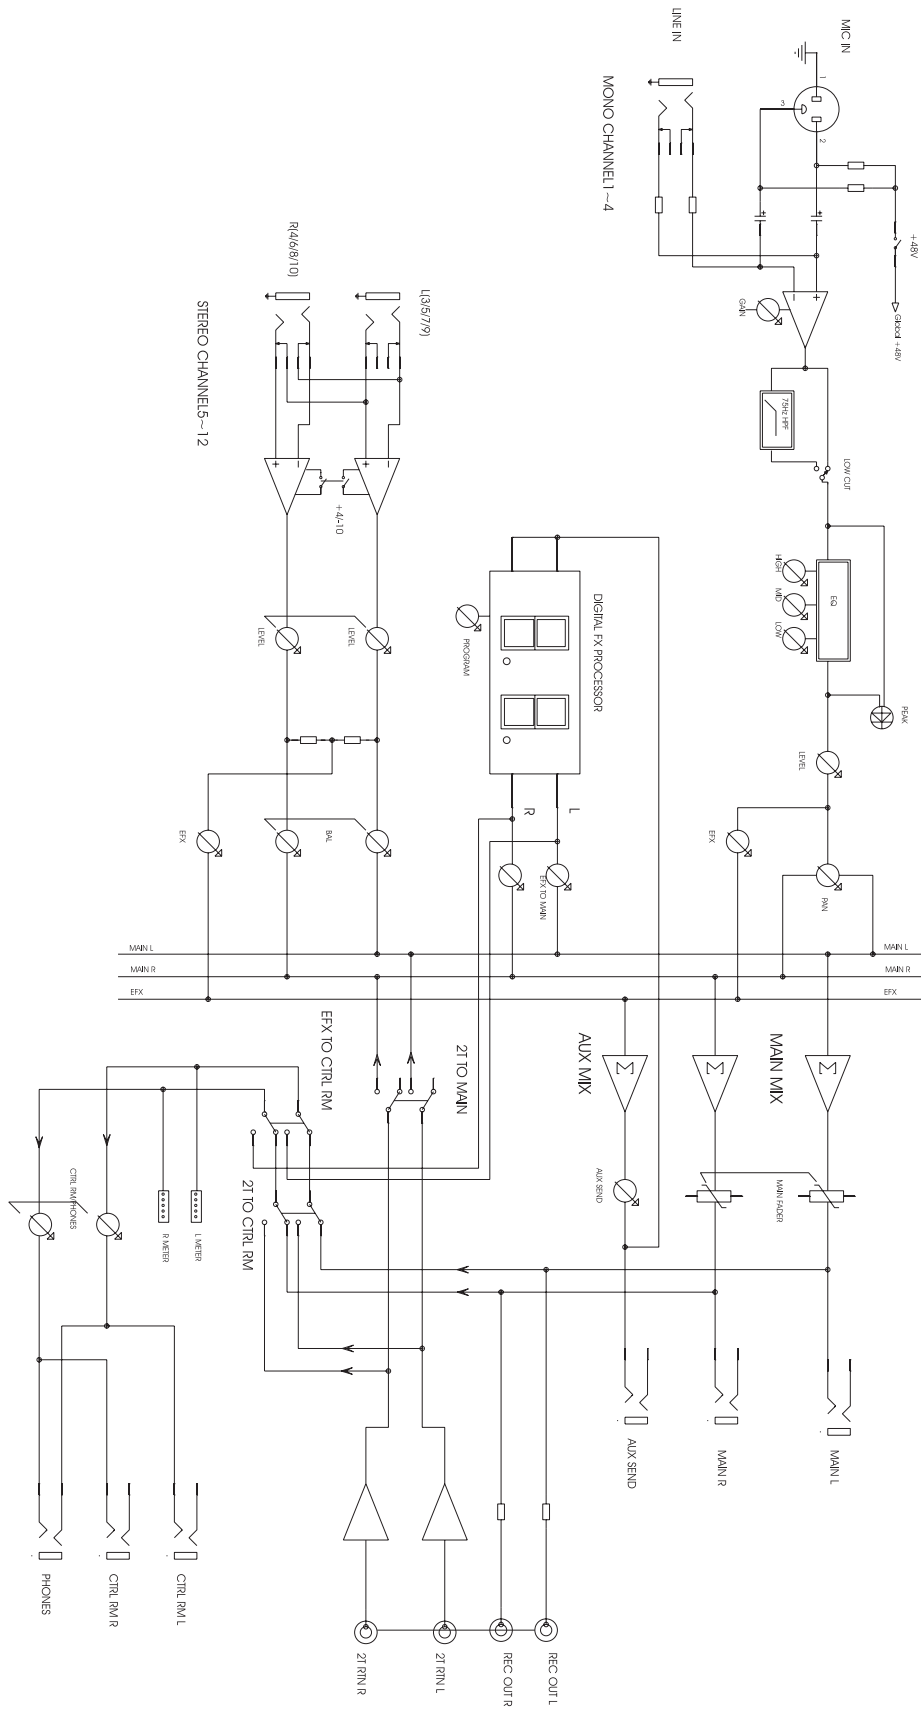 MIC IN
1
2
3
LINE IN
MONO CHANNEL1~4
+48V
Global +48V
GAIN
75Hz HPF
LOW CUT
EQ
HIGH
MID
LOW
PEAK
LEVEL
EFX
PAN
L(3/5/7/9)
R(4/6/8/10)
STEREO CHANNEL5~12
+4/-10
LEVEL
LEVEL
EFX
BAL
DIGITAL FX PROCESSOR
PROGRAM
L
R
EFX TO MAIN
MAIN L
MAIN R
EFX
MAIN L
MAIN R
EFX
MAIN MIX
Σ
Σ
AUX MIX
Σ
MAIN FADER
AUX SEND
2T TO MAIN
EFX TO CTRL RM
2T TO CTRL RM
L METER
R METER
CTRL RM/PHONES
MAIN L
MAIN R
AUX SEND
REC OUT L
REC OUT R
2T RTN L
2T RTN R
CTRL RM L
CTRL RM R
PHONES